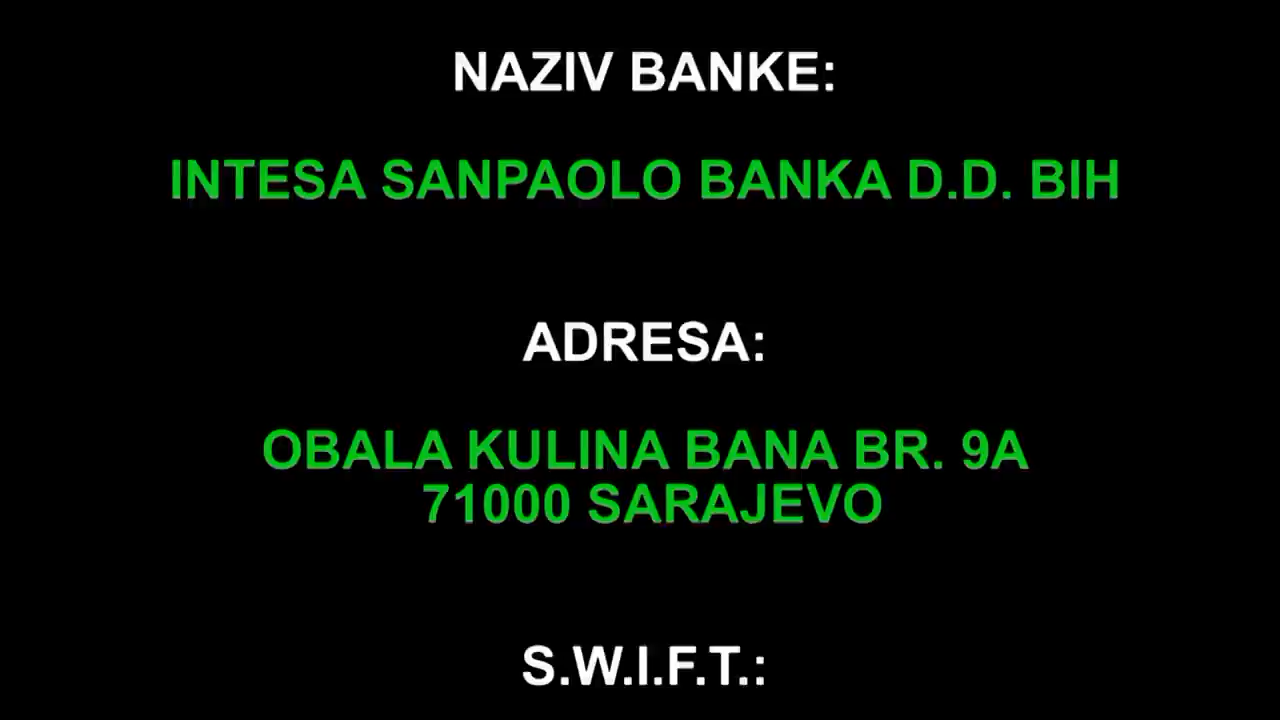 NAZIV BANKE:
INTESA SANPAOLO BANKA D.D. BIH
ADRESA:
OBALA KULINA BANA BR. 9A
71000 SARAJEVO
S.W.I.F.T.: